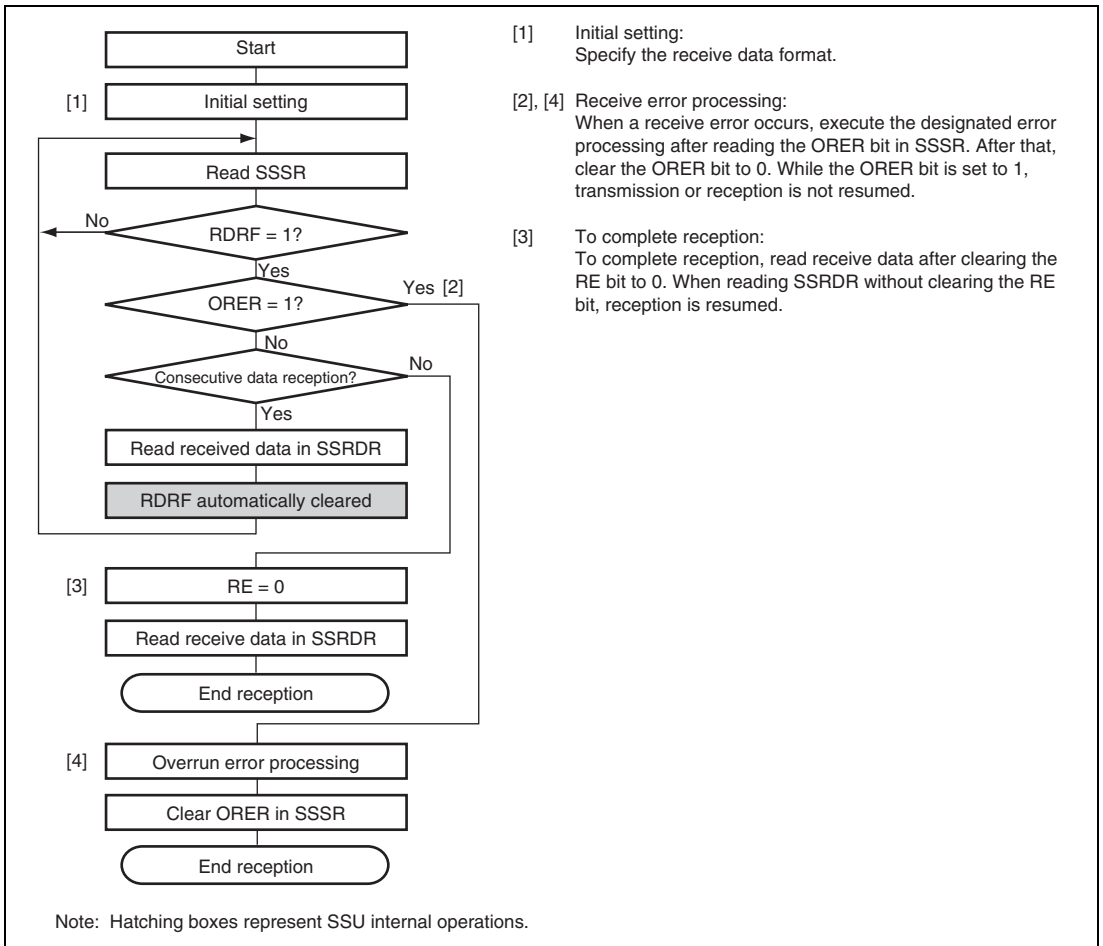 Start
[1] Initial setting
Read SSSR
No
RDRF = 1?
Yes
ORER = 1?
Yes [2]
No
Consecutive data reception?
No
Yes
Read received data in SSRDR
RDRF automatically cleared
[3] RE = 0
Read receive data in SSRDR
End reception
[4] Overrun error processing
Clear ORER in SSSR
End reception
[1] Initial setting:
Specify the receive data format.
[2], [4] Receive error processing:
When a receive error occurs, execute the designated error
processing after reading the ORER bit in SSSR. After that,
clear the ORER bit to 0. While the ORER bit is set to 1,
transmission or reception is not resumed.
[3] To complete reception:
To complete reception, read receive data after clearing the
RE bit to 0. When reading SSRDR without clearing the RE
bit, reception is resumed.
Note: Hatching boxes represent SSU internal operations.